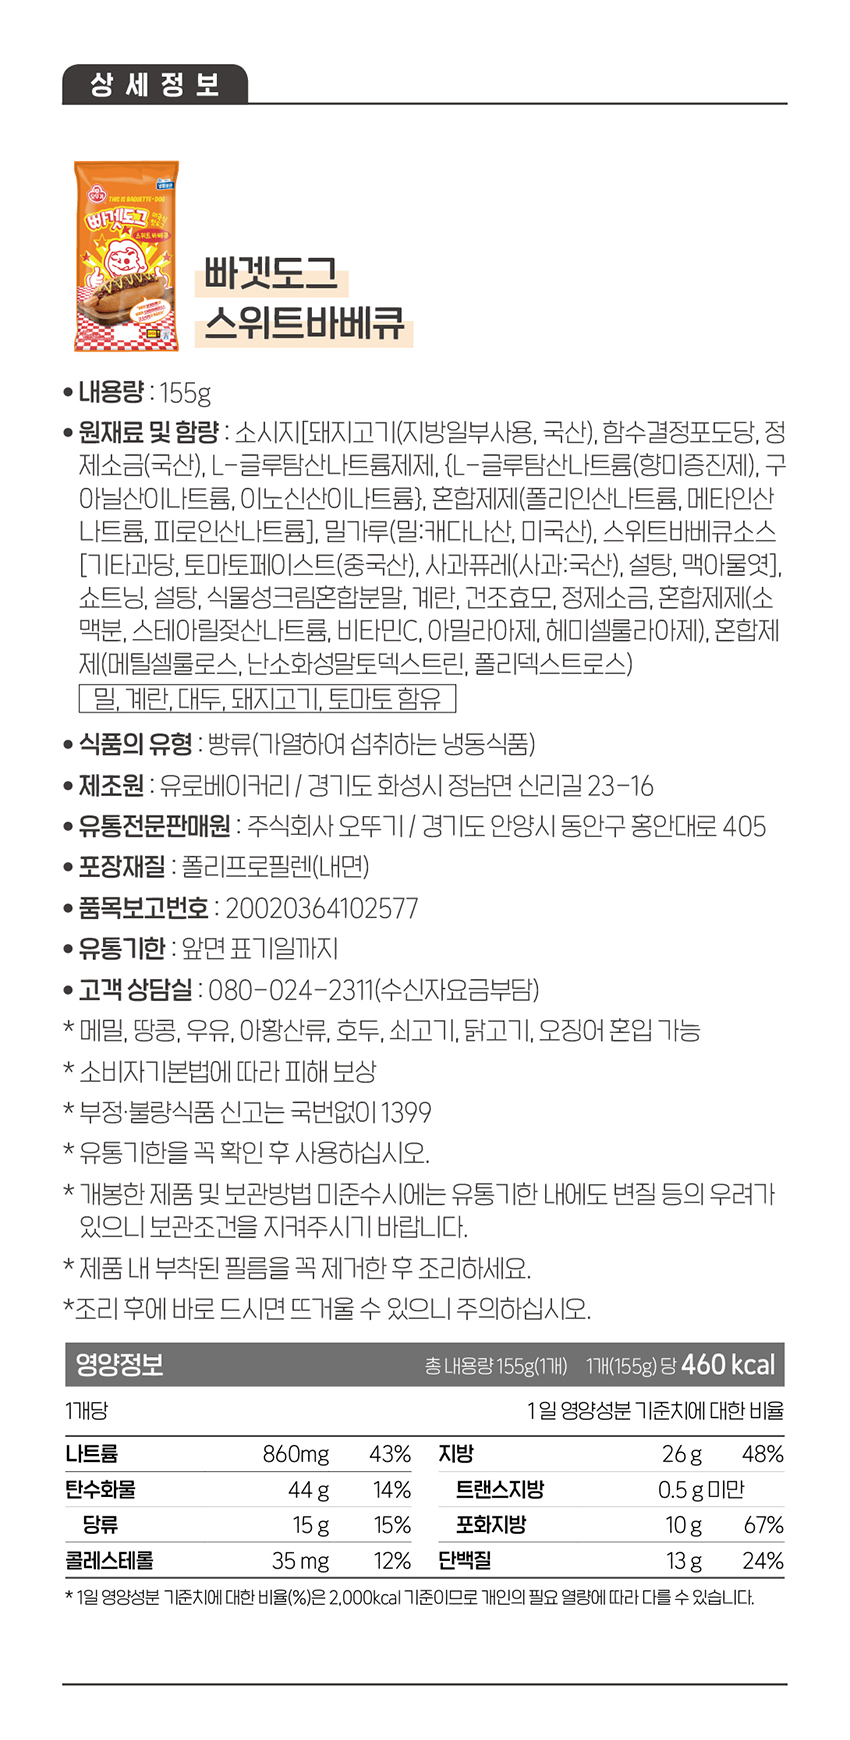 상세정보
THIS IS BAGUETTE-DOG
빠겟도그
스위트바베큐
빠겟도그
스위트바베큐
• 내용량 : 155g
• 원재료 및 함량 : 소시지[돼지고기(지방일부사용, 국산), 함수결정포도당, 정
제소금(국산), L-글루탐산나트륨제제, {L-글루탐산나트륨(향미증진제), 구
아닐산이나트륨, 이노신산이나트륨}, 혼합제제(폴리인산나트륨, 메타인산
나트륨, 피로인산나트륨], 밀가루(밀:캐다나산, 미국산), 스위트바베큐소스
[기타과당, 토마토페이스트(중국산), 사과퓨레(사과:국산), 설탕, 맥아물엿],
쇼트닝, 설탕, 식물성크림혼합분말, 계란, 건조효모, 정제소금, 혼합제제(소
맥분, 스테아릴젖산나트륨, 비타민C, 아밀라아제, 헤미셀룰라아제), 혼합제
제(메틸셀룰로스, 난소화성말토덱스트린, 폴리덱스트로스)
밀, 계란, 대두, 돼지고기, 토마토 함유
• 식품의 유형 : 빵류(가열하여 섭취하는 냉동식품)
• 제조원 : 유로베이커리 / 경기도 화성시 정남면 신리길 23-16
• 유통전문판매원 : 주식회사 오뚜기 / 경기도 안양시 동안구 흥안대로 405
• 포장재질 : 폴리프로필렌(내면)
• 품목보고번호 : 20020364102577
• 유통기한 : 앞면 표기일까지
• 고객 상담실 : 080-024-2311(수신자요금부담)
* 메밀, 땅콩, 우유, 아황산류, 호두, 쇠고기, 닭고기, 오징어 혼입 가능
* 소비자기본법에 따라 피해 보상
* 부정·불량식품 신고는 국번없이 1399
* 유통기한을 꼭 확인 후 사용하십시오.
* 개봉한 제품 및 보관방법 미준수시에는 유통기한 내에도 변질 등의 우려가
있으니 보관조건을 지켜주시기 바랍니다.
* 제품 내 부착된 필름을 꼭 제거한 후 조리하세요.
*조리 후에 바로 드시면 뜨거울 수 있으니 주의하십시오.
영양정보 총 내용량 155g(1개) 1개(155g) 당 460 kcal
1개당 1일 영양성분 기준치에 대한 비율
나트륨 860mg 43% 지방 26 g 48%
탄수화물 44 g 14% 트랜스지방 0.5 g 미만
당류 15 g 15% 포화지방 10 g 67%
콜레스테롤 35 mg 12% 단백질 13 g 24%
* 1일 영양성분 기준치에 대한 비율(%)은 2,000kcal 기준이므로 개인의 필요 열량에 따라 다를 수 있습니다.